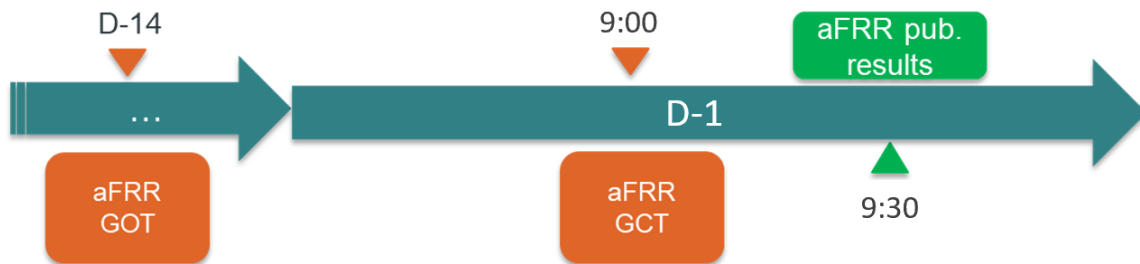 D-14
9:00
aFRR pub.
results
...
D-1
aFRR
GOT
aFRR
GCT
9:30